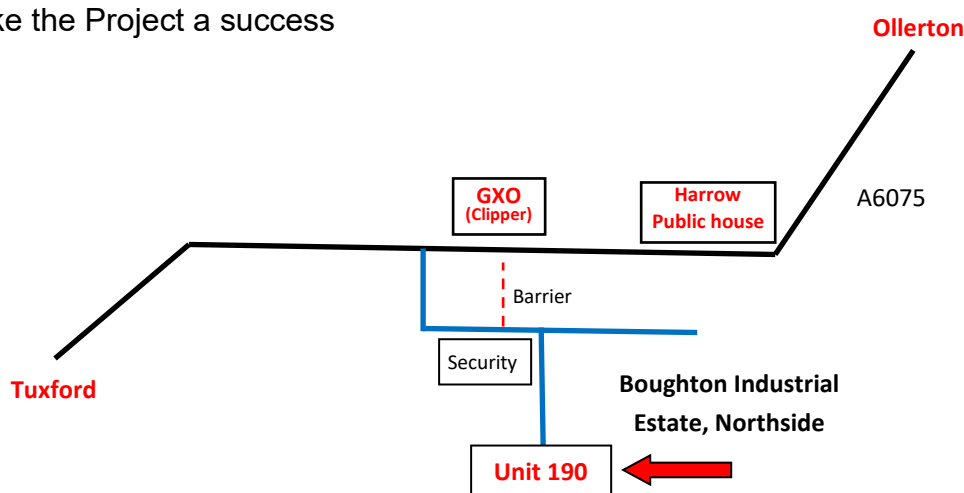 ke the Project a success
Ollerton
GXO
(Clipper)
Harrow
Public house
A6075
Barrier
Security
Tuxford
Boughton Industrial
Estate, Northside
Unit 190